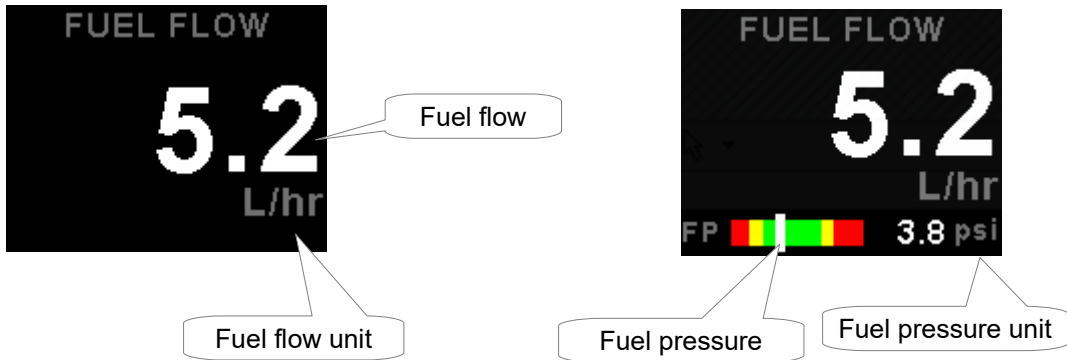 FUEL FLOW
5.2
L/hr
Fuel flow
Fuel flow unit
FUEL FLOW
5.2
L/hr
FP 3.8 psi
Fuel pressure
Fuel pressure unit